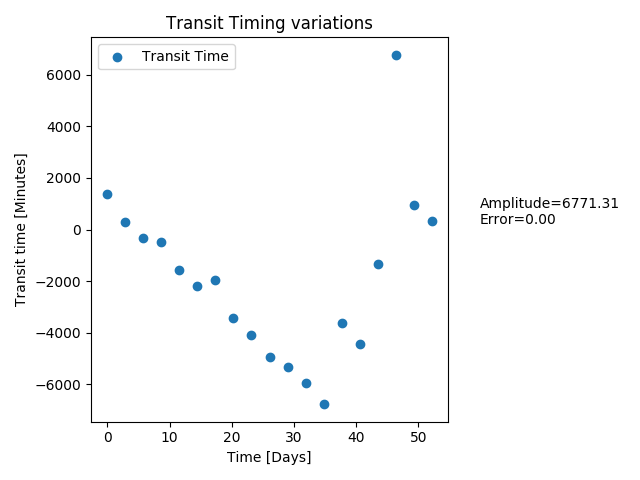 Transit Timing variations
Transit Time
6000
4000
2000
0
−2000
−4000
−6000
Transit time [Minutes]
0 10 20 30 40 50
Time [Days]
Amplitude=6771.31
Error=0.00